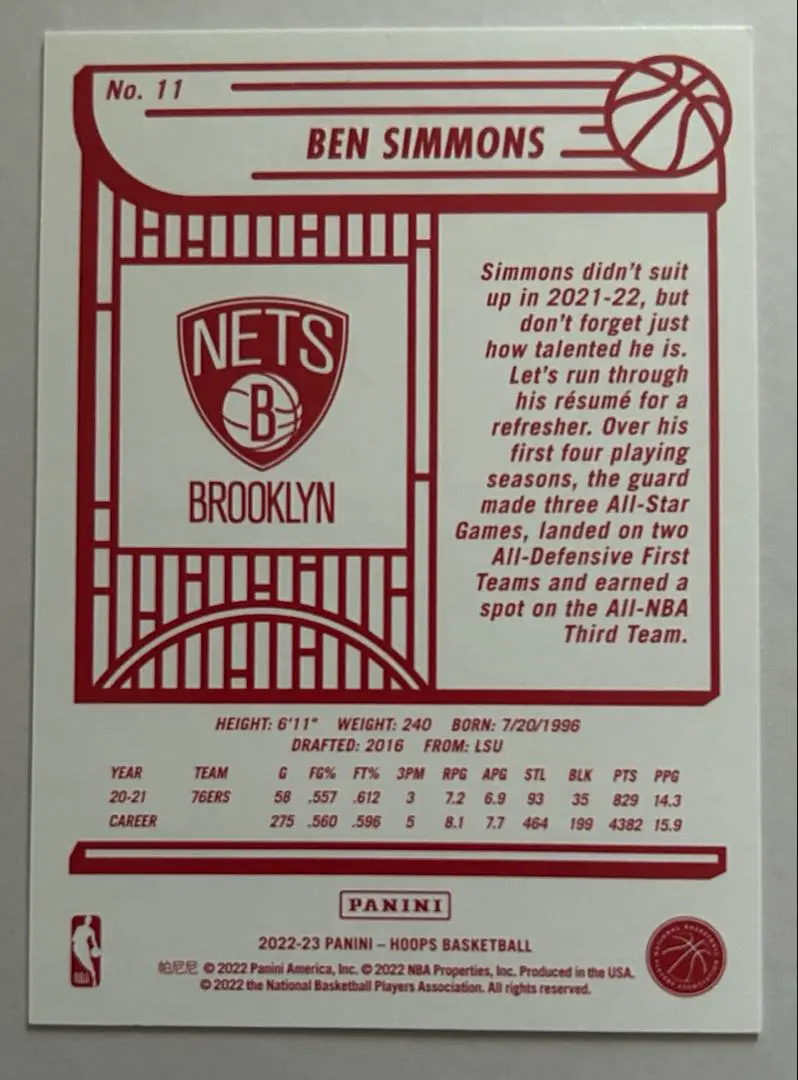 No. 11
BEN SIMMONS
NETS
B
BROOKLYN
Simmons didn't suit
up in 2021-22, but
don't forget just
how talented he is.
Let's run through
his résumé for a
refresher. Over his
first four playing
seasons, the guard
made three All-Star
Games, landed on two
All-Defensive First
Teams and earned a
spot on the All-NBA
Third Team.
HEIGHT: 6'11" WEIGHT: 240 BORN: 7/20/1996
DRAFTED: 2016 FROM: LSU
YEAR TEAM G FG% FT% 3PM RPG APG STL BLK PTS PPG
20-21 76ERS 58 .557 .612 3 7.2 6.9 93 35 829 14.3
CAREER 275 .560 .596 5 8.1 7.7 464 199 4382 15.9
PANINI
2022-23 PANINI – HOOPS BASKETBALL
帕尼尼 © 2022 Panini America, Inc. © 2022 NBA Properties, Inc. Produced in the USA.
© 2022 the National Basketball Players Association. All rights reserved.
NBA
NATIONAL BASKETBALL PLAYERS ASSOCIATION